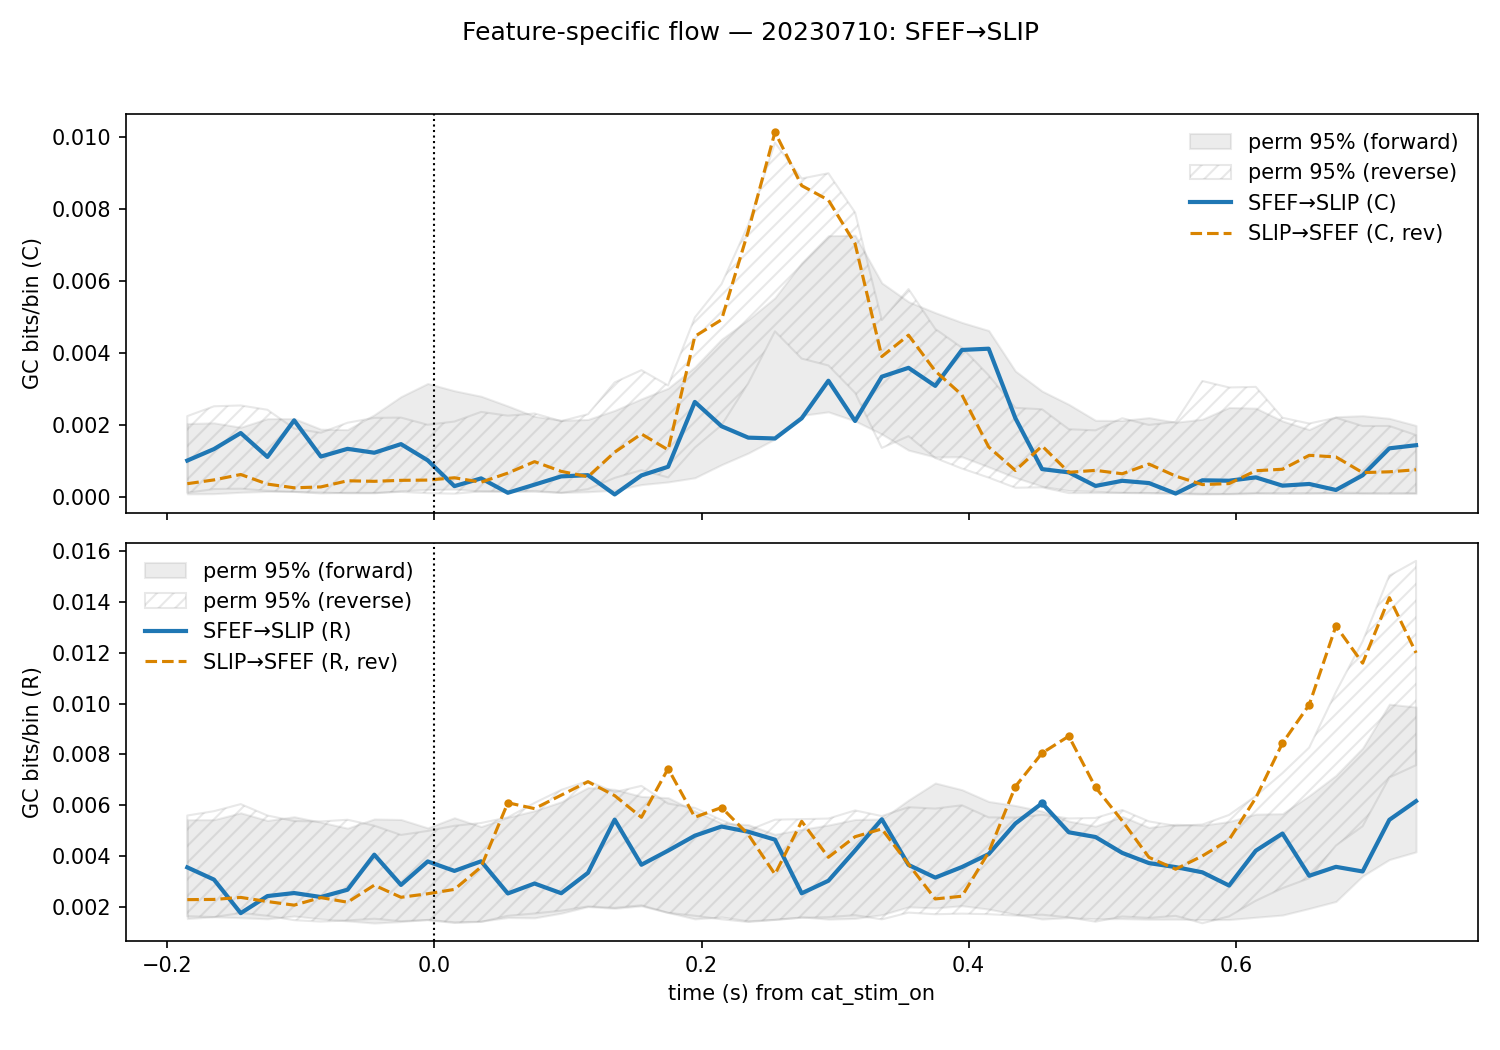 Feature-specific flow — 20230710: SFEF→SLIP
GC bits/bin (C)
0.010
0.008
0.006
0.004
0.002
0.000
perm 95% (forward)
perm 95% (reverse)
SFEF→SLIP (C)
SLIP→SFEF (C, rev)
GC bits/bin (R)
0.016
0.014
0.012
0.010
0.008
0.006
0.004
0.002
perm 95% (forward)
perm 95% (reverse)
SFEF→SLIP (R)
SLIP→SFEF (R, rev)
−0.2 0.0 0.2 0.4 0.6
time (s) from cat_stim_on